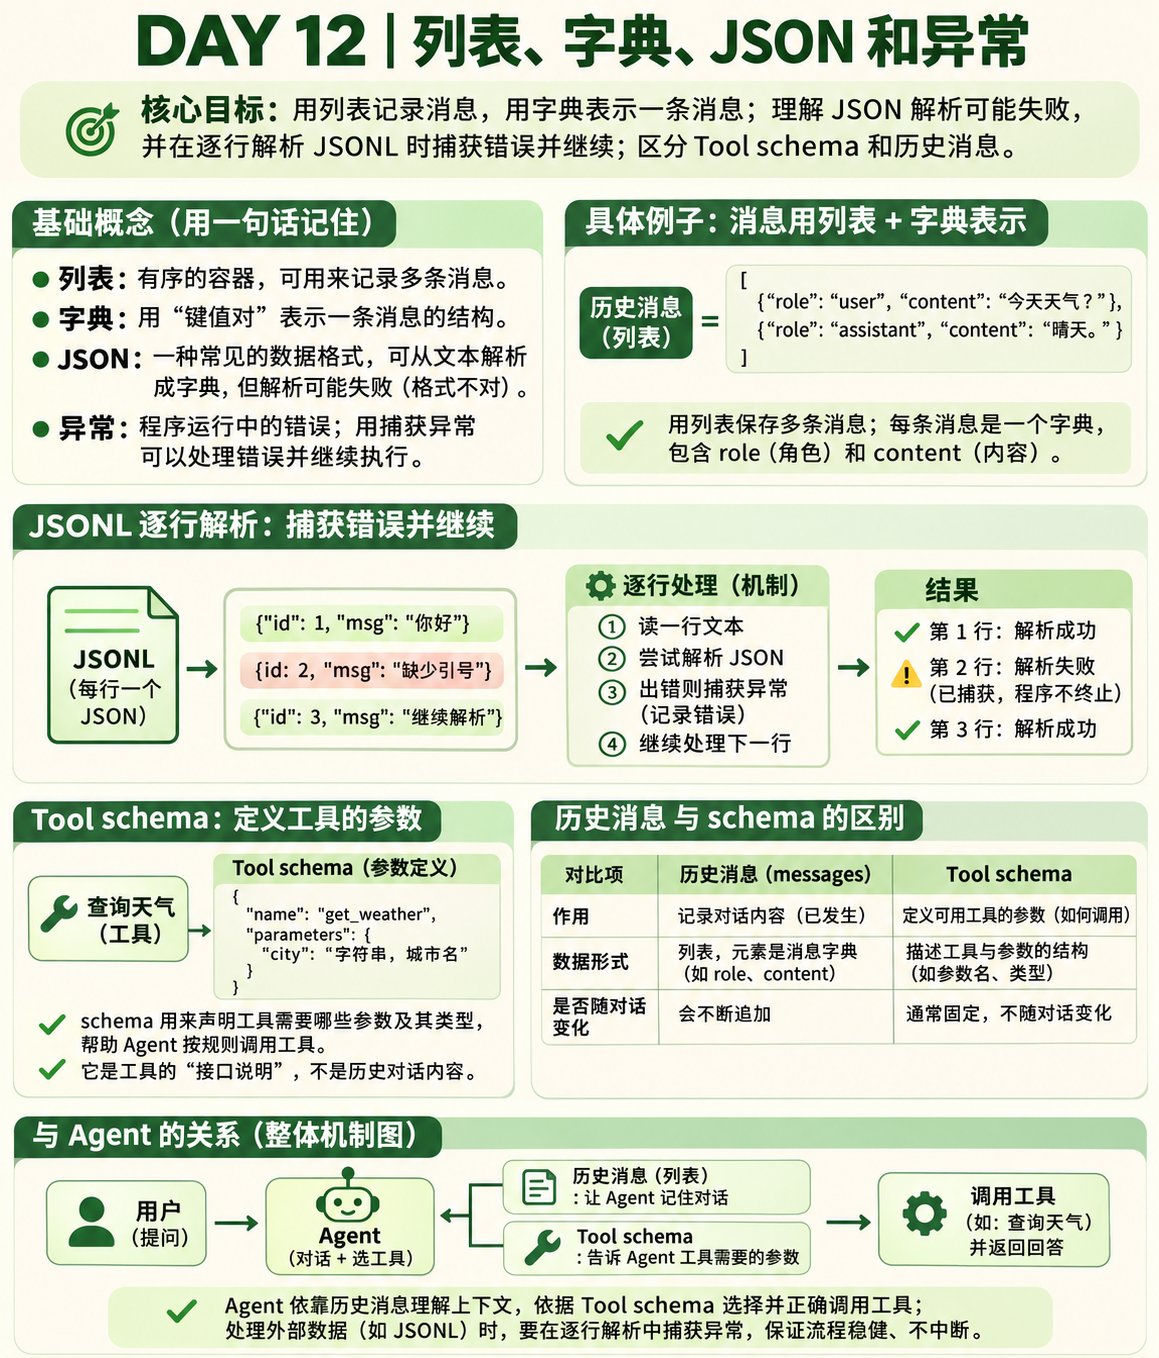 DAY 12 | 列表、字典、JSON 和异常
核心目标：用列表记录消息，用字典表示一条消息；理解 JSON 解析可能失败，
并在逐行解析 JSONL 时捕获错误并继续；区分 Tool schema 和历史消息。
基础概念（用一句话记住）
列表：有序的容器，可用来记录多条消息。
字典：用“键值对”表示一条消息的结构。
JSON：一种常见的数据格式，可从文本解析
成字典，但解析可能失败（格式不对）。
异常：程序运行中的错误；用捕获异常
可以处理错误并继续执行。
具体例子：消息用列表 + 字典表示
历史消息
（列表）
=
[
{“role”: “user”, “content”: “今天天气？”},
{“role”: “assistant”, “content”: “晴天。”}
]
用列表保存多条消息；每条消息是一个字典，
包含 role（角色）和 content（内容）。
JSONL 逐行解析：捕获错误并继续
JSONL
（每行一个
JSON）
{"id": 1, "msg": “你好”}
{id: 2, "msg": “缺少引号”}
{"id": 3, "msg": “继续解析”}
逐行处理（机制）
① 读一行文本
② 尝试解析 JSON
③ 出错则捕获异常
（记录错误）
④ 继续处理下一行
结果
第 1 行：解析成功
第 2 行：解析失败
（已捕获，程序不终止）
第 3 行：解析成功
Tool schema：定义工具的参数
查询天气
（工具）
Tool schema（参数定义）
{
"name": “get_weather”,
"parameters": {
“city”: “字符串，城市名”
}
}
schema 用来声明工具需要哪些参数及其类型，
帮助 Agent 按规则调用工具。
它是工具的“接口说明”，不是历史对话内容。
历史消息 与 schema 的区别
对比项 历史消息（messages） Tool schema
作用 记录对话内容（已发生） 定义可用工具的参数（如何调用）
数据形式 列表，元素是消息字典
（如 role、content） 描述工具与参数的结构
（如参数名、类型）
是否随对话
变化 会不断追加 通常固定，不随对话变化
与 Agent 的关系（整体机制图）
用户
（提问）
Agent
（对话 + 选工具）
历史消息（列表）
：让 Agent 记住对话
Tool schema
：告诉 Agent 工具需要的参数
调用工具
（如：查询天气）
并返回回答
Agent 依靠历史消息理解上下文，依据 Tool schema 选择并正确调用工具；
处理外部数据（如 JSONL）时，要在逐行解析中捕获异常，保证流程稳健、不中断。